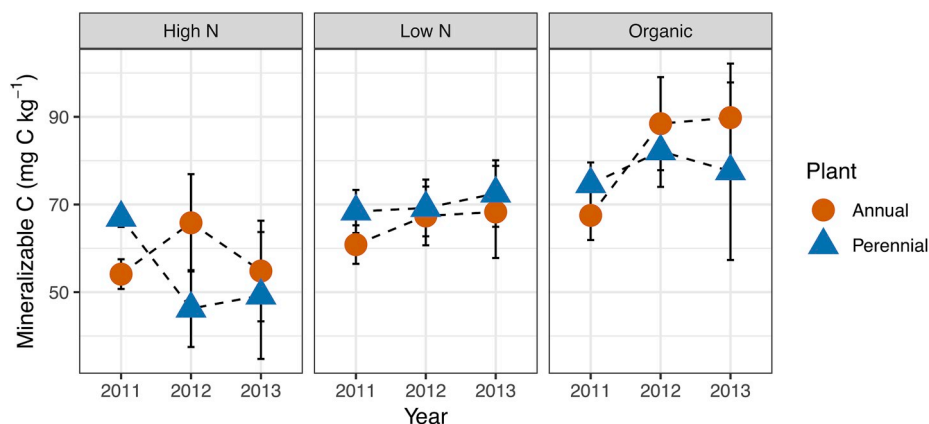 High N
Low N
Organic
Mineralizable C (mg C kg⁻¹)
90
70
50
2011 2012 2013
2011 2012 2013
2011 2012 2013
Year
Plant
Annual
Perennial